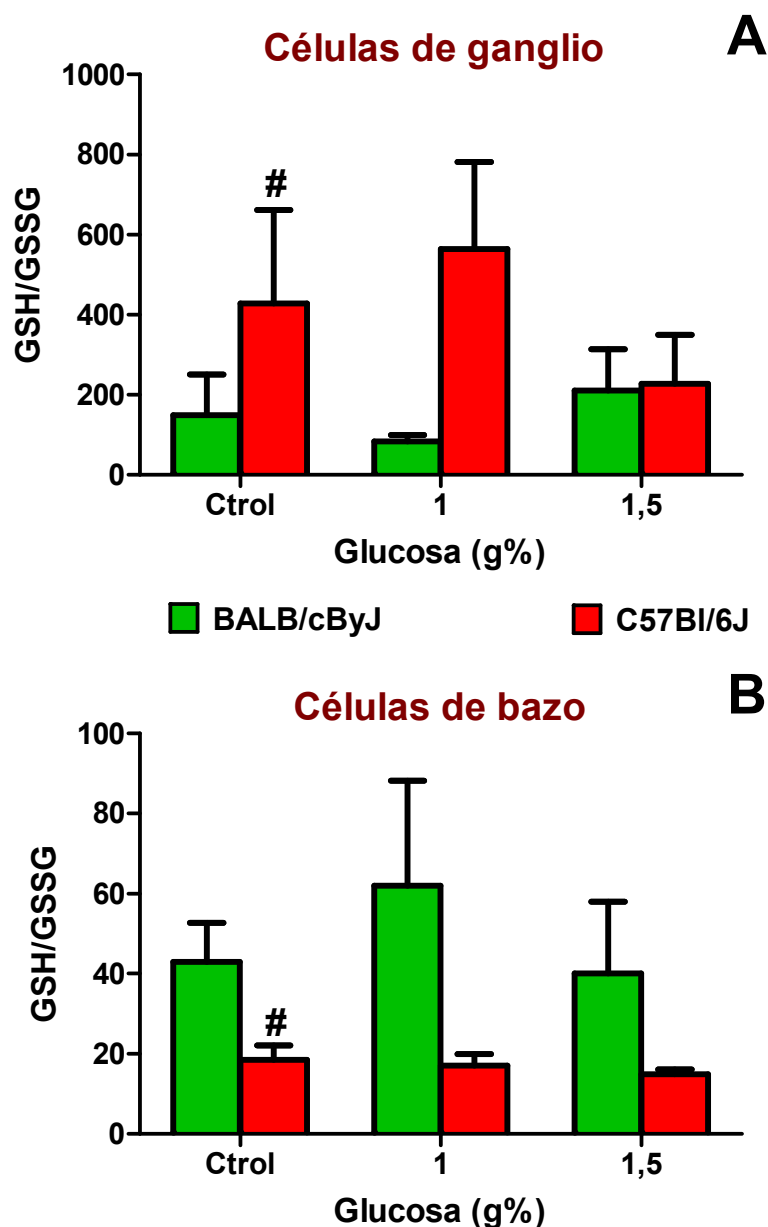 A
Células de ganglio
1000
800
600
400
200
0
GSH/GSSG
#
Ctrol 1 1,5
Glucosa (g%)
BALB/cByJ C57Bl/6J
B
Células de bazo
100
80
60
40
20
0
GSH/GSSG
#
Ctrol 1 1,5
Glucosa (g%)